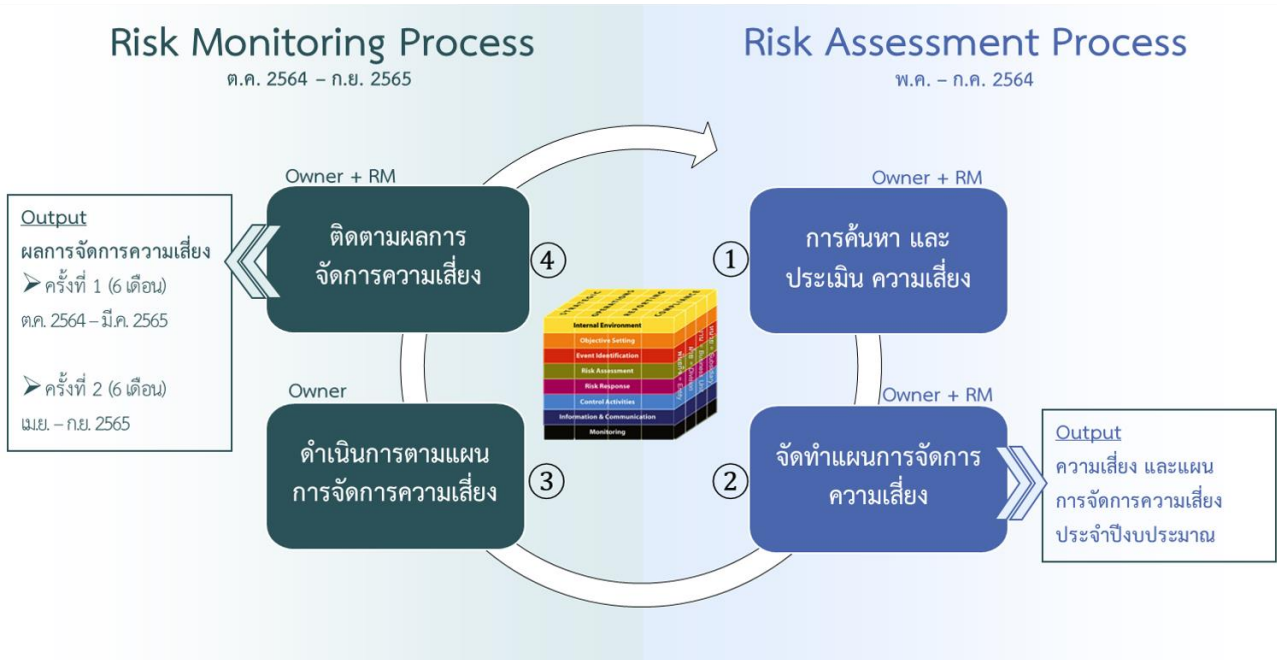 Risk Monitoring Process
ต.ค. 2564 – ก.ย. 2565
Risk Assessment Process
พ.ค. – ก.ค. 2564
Owner + RM
ติดตามผลการ
จัดการความเสี่ยง
④
Output
ผลการจัดการความเสี่ยง
➢ ครั้งที่ 1 (6 เดือน)
ต.ค. 2564 – มี.ค. 2565
➢ ครั้งที่ 2 (6 เดือน)
เม.ย. – ก.ย. 2565
Owner
ดำเนินการตามแผน
การจัดการความเสี่ยง
③
Owner + RM
①
การค้นหา และ
ประเมิน ความเสี่ยง
Owner + RM
②
จัดทำแผนการจัดการ
ความเสี่ยง
Output
ความเสี่ยง และแผน
การจัดการความเสี่ยง
ประจำปีงบประมาณ
STRATEGIC
OPERATIONS
REPORTING
COMPLIANCE
Internal Environment
Objective Setting
Event Identification
Risk Assessment
Risk Response
Control Activities
Information & Communication
Monitoring